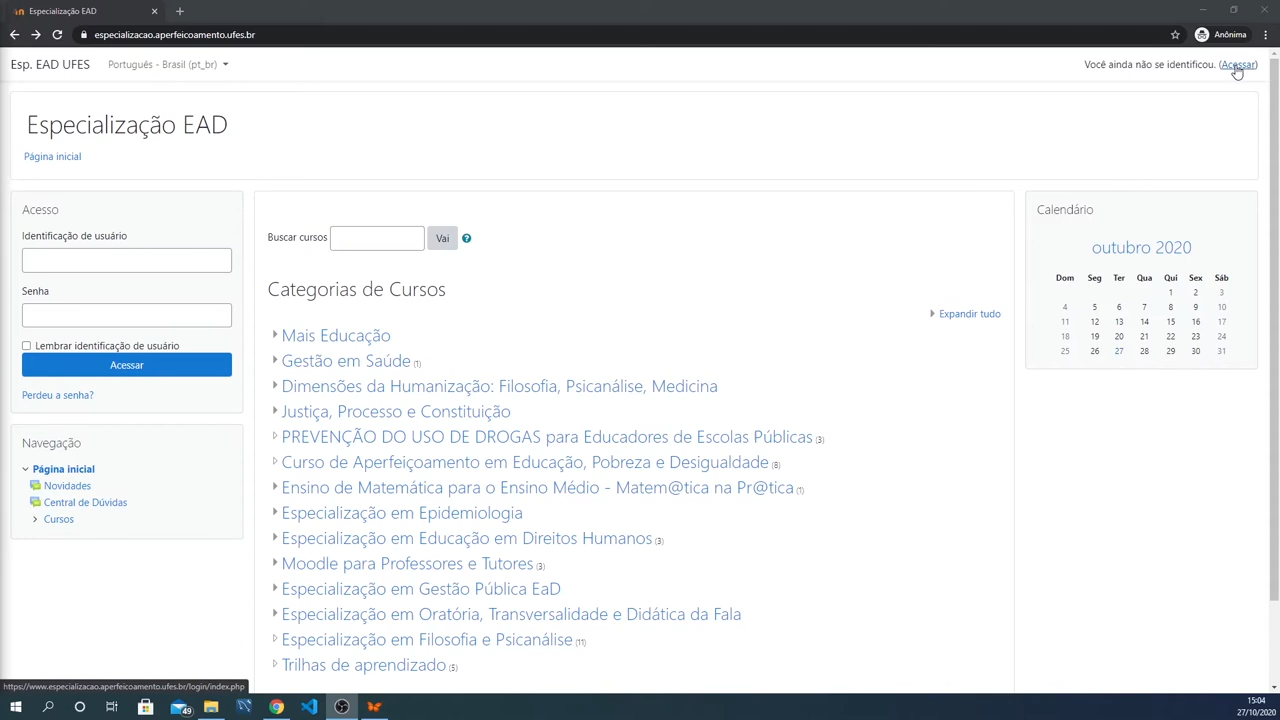 Especialização EAD
especializacao.aperfeicoamento.ufes.br
Anônima
Esp. EAD UFES
Português - Brasil (pt_br)
Você ainda não se identificou. (Acessar)
Especialização EAD
Página inicial
Acesso
Identificação de usuário
Senha
Lembrar identificação de usuário
Acessar
Perdeu a senha?
Navegação
Página inicial
Novidades
Central de Dúvidas
Cursos
Buscar cursos
Vai
Categorias de Cursos
Expandir tudo
Mais Educação
Gestão em Saúde (1)
Dimensões da Humanização: Filosofia, Psicanálise, Medicina
Justiça, Processo e Constituição
PREVENÇÃO DO USO DE DROGAS para Educadores de Escolas Públicas (3)
Curso de Aperfeiçoamento em Educação, Pobreza e Desigualdade (8)
Ensino de Matemática para o Ensino Médio - Matem@tica na Pr@tica (1)
Especialização em Epidemiologia
Especialização em Educação em Direitos Humanos (3)
Moodle para Professores e Tutores (3)
Especialização em Gestão Pública EaD
Especialização em Oratória, Transversalidade e Didática da Fala
Especialização em Filosofia e Psicanálise (11)
Trilhas de aprendizado (5)
Calendário
outubro 2020
Dom Seg Ter Qua Qui Sex Sáb
1 2 3
4 5 6 7 8 9 10
11 12 13 14 15 16 17
18 19 20 21 22 23 24
25 26 27 28 29 30 31
https://www.especializacao.aperfeicoamento.ufes.br/login/index.php
49
15:04
27/10/2020